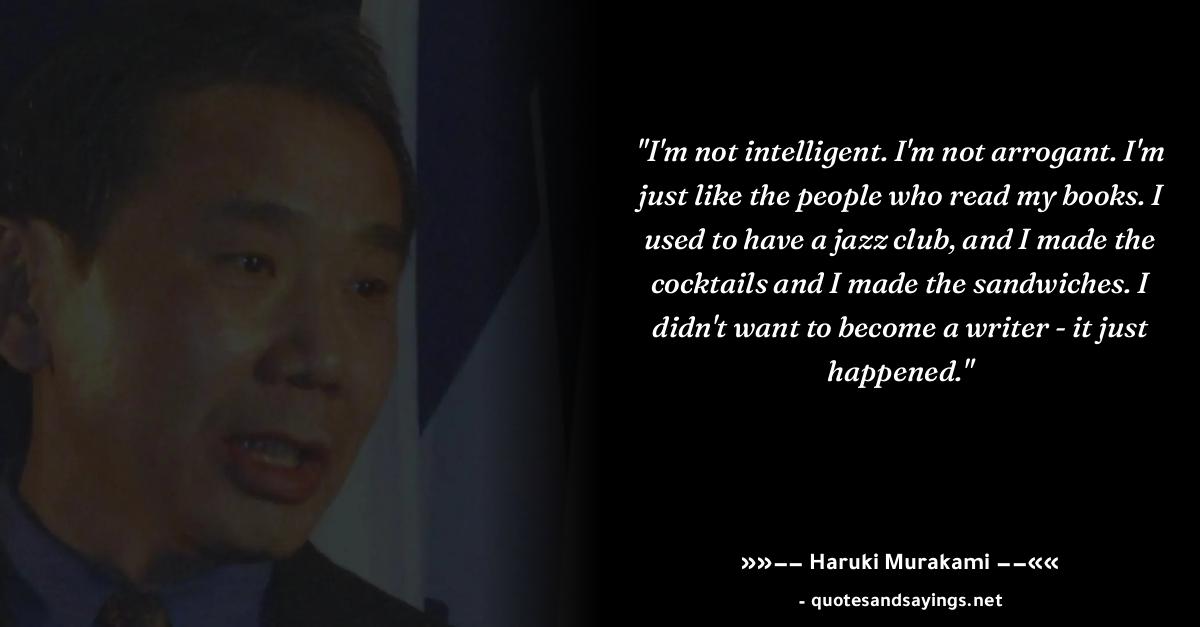 "I'm not intelligent. I'm not arrogant. I'm
just like the people who read my books. I
used to have a jazz club, and I made the
cocktails and I made the sandwiches. I
didn't want to become a writer - it just
happened."
»»−− Haruki Murakami −−««
- quotesandsayings.net